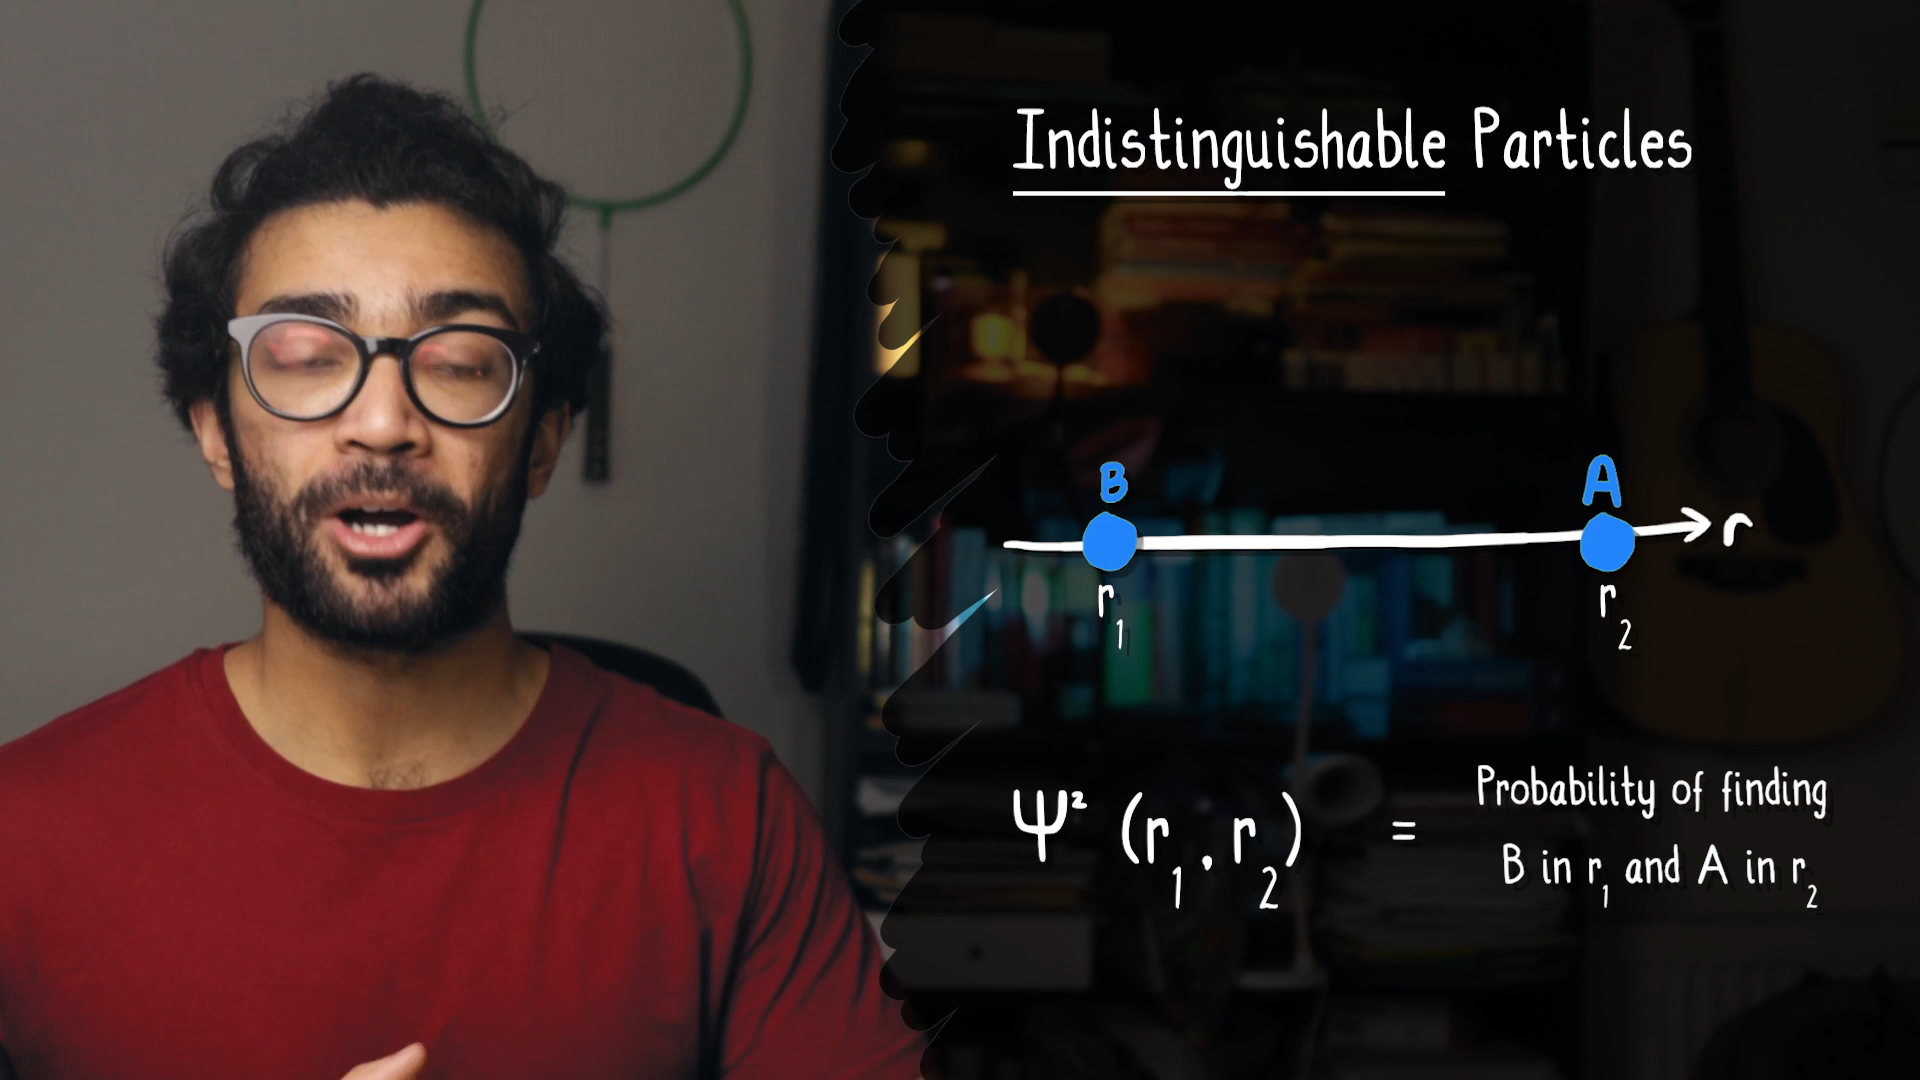 Indistinguishable Particles
B A
r
r₁ r₂
Ψ² (r₁, r₂) =
Probability of finding
B in r₁ and A in r₂